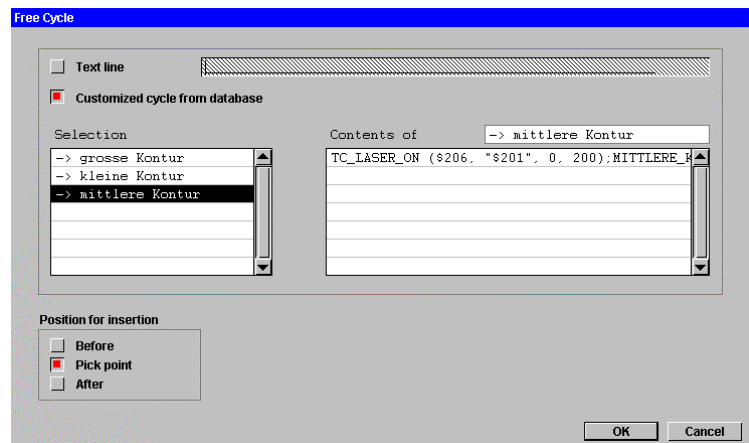 Free Cycle
Text line
Customized cycle from database
Selection
Contents of
-> mittlere Kontur
-> grosse Kontur
-> kleine Kontur
-> mittlere Kontur
TC_LASER_ON ($206, "$201", 0, 200);MITTLERE_K
Position for insertion
Before
Pick point
After
OK
Cancel